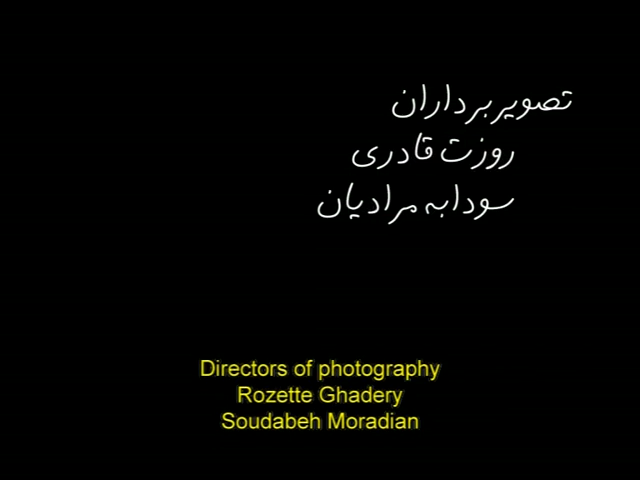 تصویربرداران
روزت قادری
سودابه مرادیان
Directors of photography
Rozette Ghadery
Soudabeh Moradian